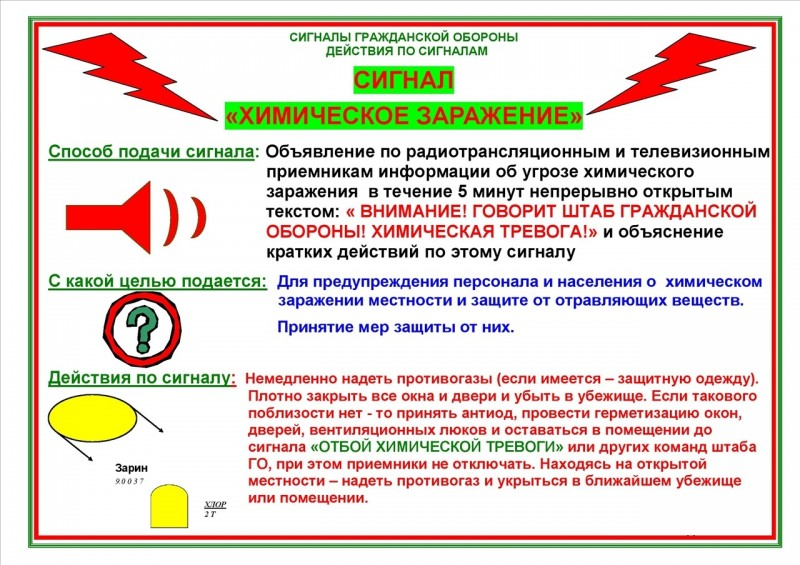 СИГНАЛЫ ГРАЖДАНСКОЙ ОБОРОНЫ
ДЕЙСТВИЯ ПО СИГНАЛАМ
СИГНАЛ
«ХИМИЧЕСКОЕ ЗАРАЖЕНИЕ»
Способ подачи сигнала: Объявление по радиотрансляционным и телевизионным
приемникам информации об угрозе химического
заражения в течение 5 минут непрерывно открытым
текстом: « ВНИМАНИЕ! ГОВОРИТ ШТАБ ГРАЖДАНСКОЙ
ОБОРОНЫ! ХИМИЧЕСКАЯ ТРЕВОГА!» и объяснение
кратких действий по этому сигналу
С какой целью подается: Для предупреждения персонала и населения о химическом
заражении местности и защите от отравляющих веществ.
Принятие мер защиты от них.
Действия по сигналу: Немедленно надеть противогазы (если имеется – защитную одежду).
Плотно закрыть все окна и двери и убыть в убежище. Если такового
поблизости нет - то принять антиод, провести герметизацию окон,
дверей, вентиляционных люков и оставаться в помещении до
сигнала «ОТБОЙ ХИМИЧЕСКОЙ ТРЕВОГИ» или других команд штаба
ГО, при этом приемники не отключать. Находясь на открытой
местности – надеть противогаз и укрыться в ближайшем убежище
или помещении.
Зарин
9.0 0 3 7
ХЛОР
2 Т